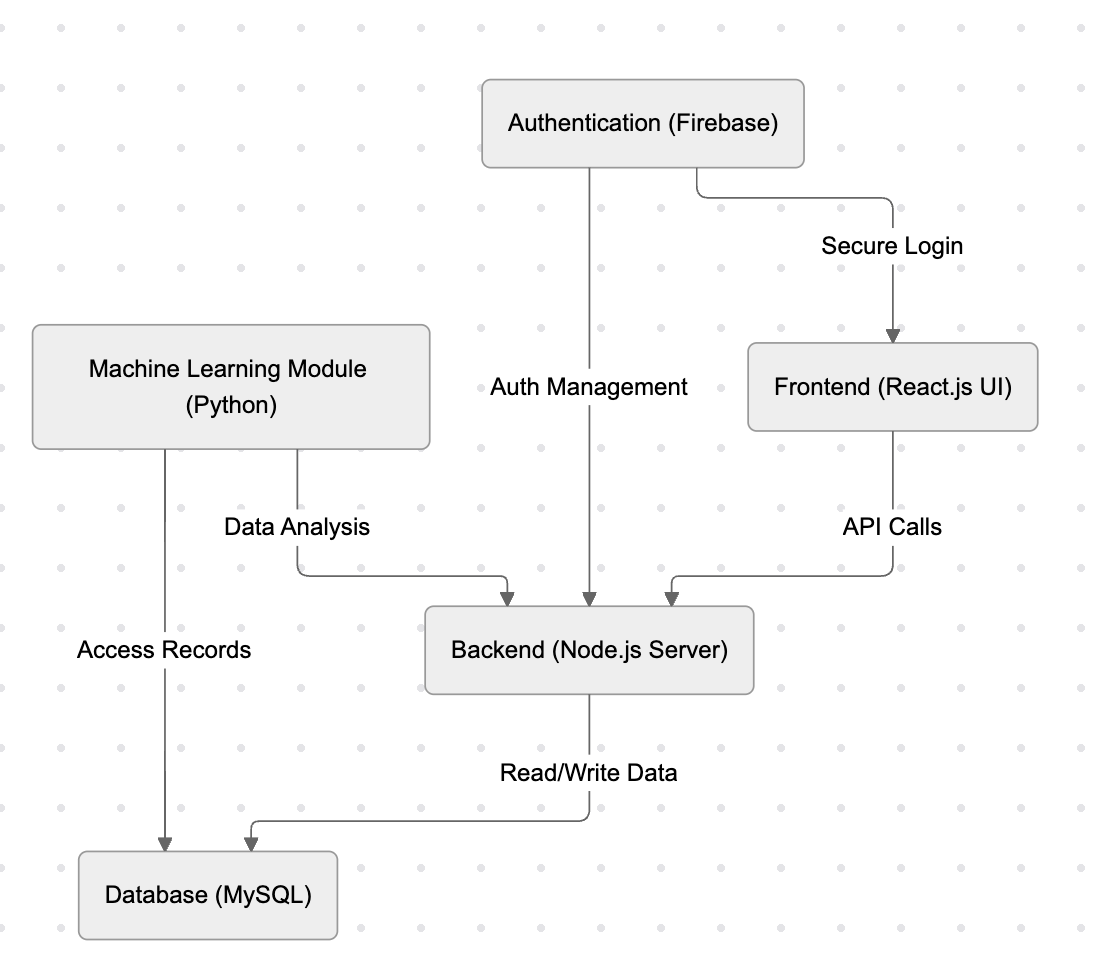 Authentication (Firebase)
Secure Login
Machine Learning Module
(Python)
Auth Management
Frontend (React.js UI)
Data Analysis
API Calls
Access Records
Backend (Node.js Server)
Read/Write Data
Database (MySQL)